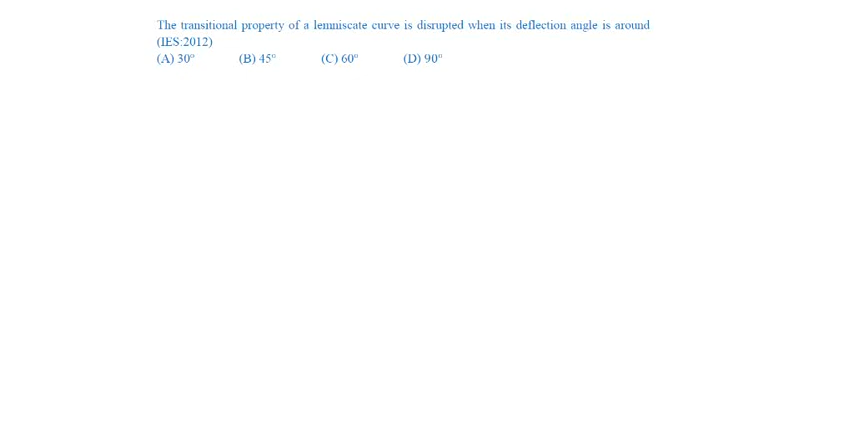 The transitional property of a lemniscate curve is disrupted when its deflection angle is around
(IES:2012)
(A) 30° (B) 45° (C) 60° (D) 90°